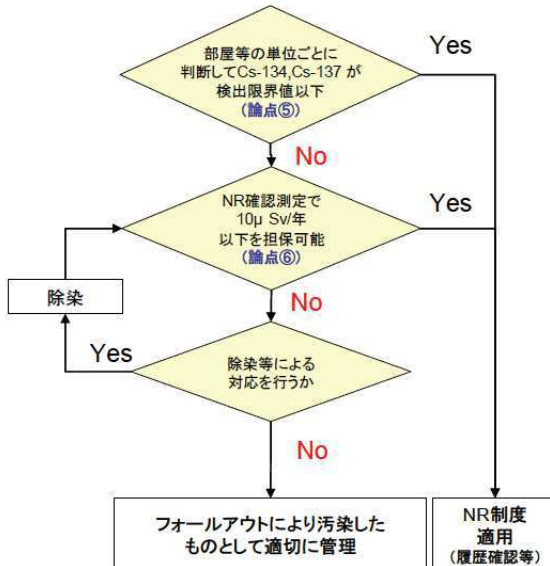 部屋等の単位ごとに
判断してCs-134,Cs-137 が
検出限界値以下
(論点⑤)
Yes
No
NR確認測定で
10μ Sv/年
以下を担保可能
(論点⑥)
Yes
除染
No
Yes
除染等による
対応を行うか
No
フォールアウトにより汚染した
ものとして適切に管理
NR制度
適用
(履歴確認等)